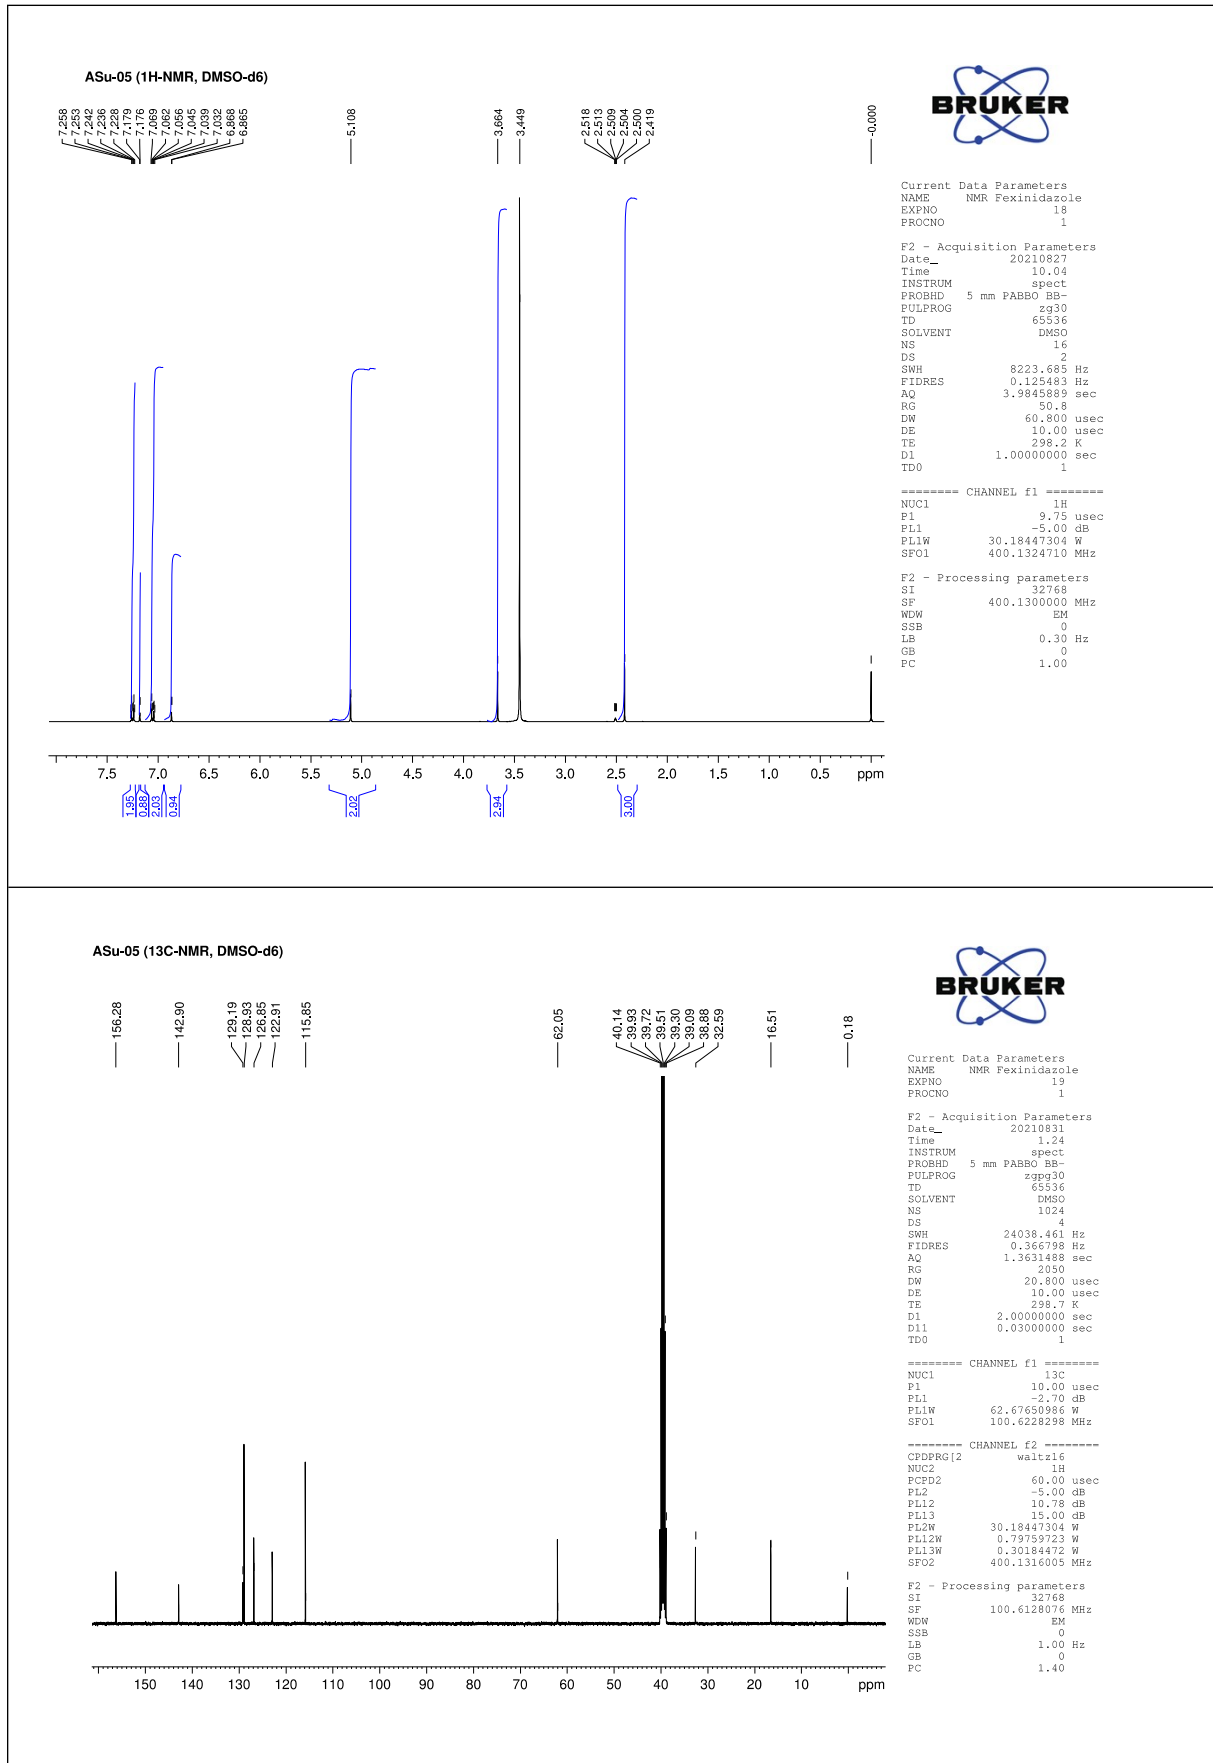 ASu-05 (1H-NMR, DMSO-d6)
7.258
7.253
7.242
7.236
7.228
7.179
7.176
7.069
7.062
7.056
7.045
7.039
7.032
6.868
6.865
5.108
3.664
3.449
2.518
2.513
2.509
2.504
2.500
2.419
-0.000
BRUKER
Current Data Parameters
NAME NMR Fexinidazole
EXPNO 18
PROCNO 1
F2 - Acquisition Parameters
Date_ 20210827
Time 10.04
INSTRUM spect
PROBHD 5 mm PABBO BB-
PULPROG zg30
TD 65536
SOLVENT DMSO
NS 16
DS 2
SWH 8223.685 Hz
FIDRES 0.125483 Hz
AQ 3.9845889 sec
RG 50.8
DW 60.800 usec
DE 10.00 usec
TE 298.2 K
D1 1.00000000 sec
TD0 1
======== CHANNEL f1 ========
NUC1 1H
P1 9.75 usec
PL1 -5.00 dB
PL1W 30.18447304 W
SFO1 400.1324710 MHz
F2 - Processing parameters
SI 32768
SF 400.1300000 MHz
WDW EM
SSB 0
LB 0.30 Hz
GB 0
PC 1.00
7.5 7.0 6.5 6.0 5.5 5.0 4.5 4.0 3.5 3.0 2.5 2.0 1.5 1.0 0.5 ppm
1.95
0.88
2.03
0.94
2.02
2.94
3.00
ASu-05 (13C-NMR, DMSO-d6)
156.28
142.90
129.19
128.93
126.85
122.91
115.85
62.05
40.14
39.93
39.72
39.51
39.30
39.09
38.88
32.59
16.51
0.18
BRUKER
Current Data Parameters
NAME NMR Fexinidazole
EXPNO 19
PROCNO 1
F2 - Acquisition Parameters
Date_ 20210831
Time 1.24
INSTRUM spect
PROBHD 5 mm PABBO BB-
PULPROG zgpg30
TD 65536
SOLVENT DMSO
NS 1024
DS 4
SWH 24038.461 Hz
FIDRES 0.366798 Hz
AQ 1.3631488 sec
RG 2050
DW 20.800 usec
DE 10.00 usec
TE 298.7 K
D1 2.00000000 sec
D11 0.03000000 sec
TD0 1
======== CHANNEL f1 ========
NUC1 13C
P1 10.00 usec
PL1 -2.70 dB
PL1W 62.67650986 W
SFO1 100.6228298 MHz
======== CHANNEL f2 ========
CPDPRG[2 waltz16
NUC2 1H
PCPD2 60.00 usec
PL2 -5.00 dB
PL12 10.78 dB
PL13 15.00 dB
PL2W 30.18447304 W
PL12W 0.79759723 W
PL13W 0.30184472 W
SFO2 400.1316005 MHz
F2 - Processing parameters
SI 32768
SF 100.6128076 MHz
WDW EM
SSB 0
LB 1.00 Hz
GB 0
PC 1.40
150 140 130 120 110 100 90 80 70 60 50 40 30 20 10 ppm